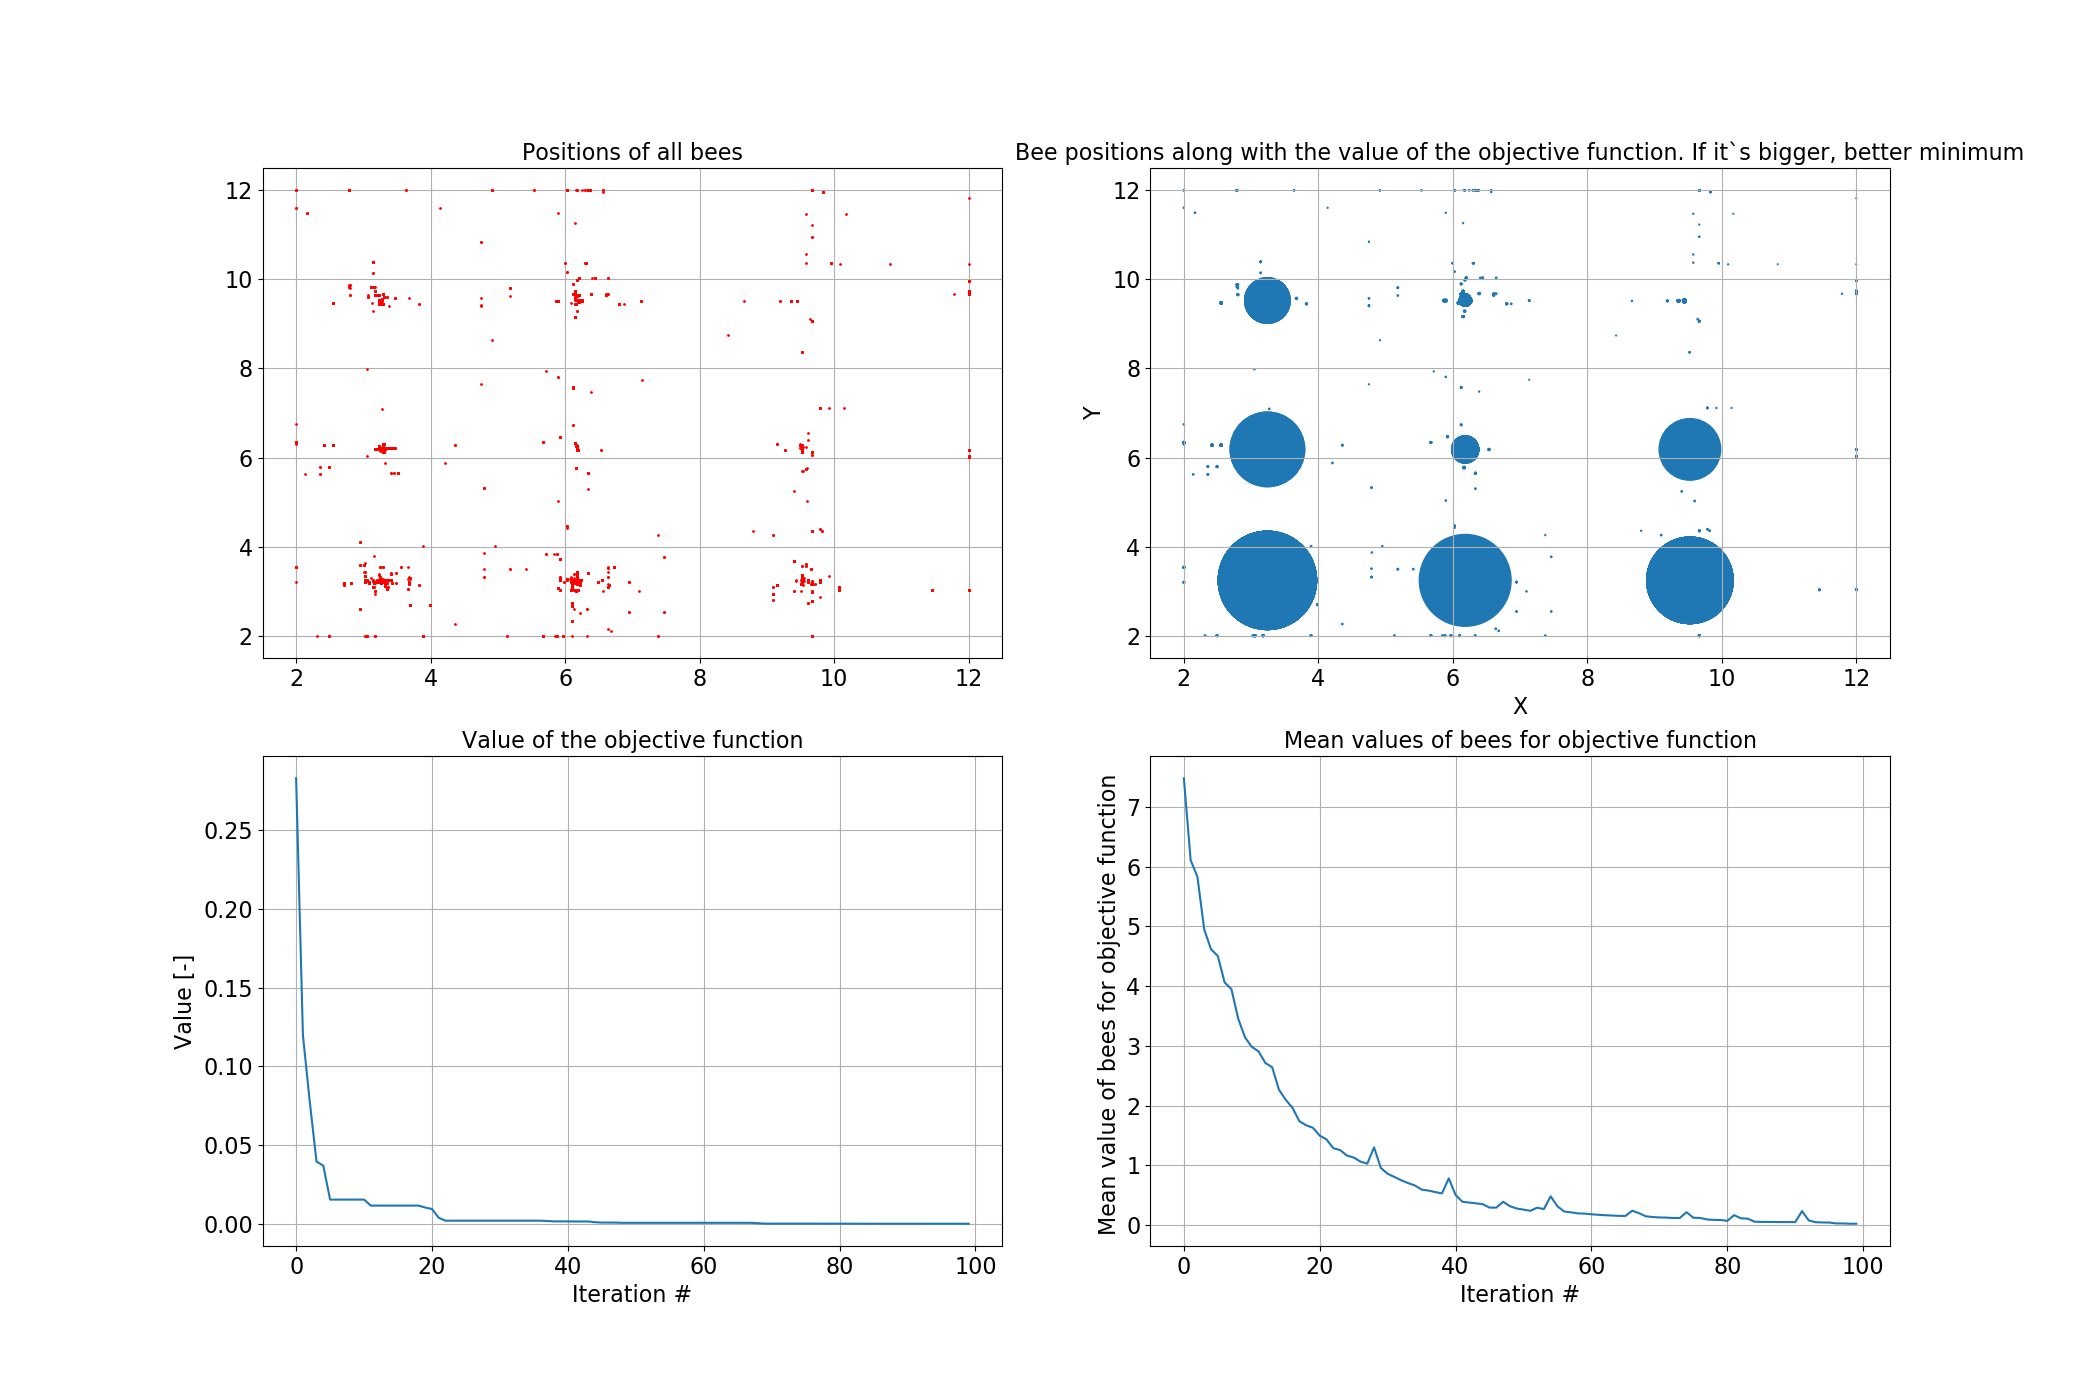 Positions of all bees
12
10
8
6
4
2
2 4 6 8 10 12
Bee positions along with the value of the objective function. If it`s bigger, better minimum
Y
12
10
8
6
4
2
2 4 6 8 10 12
X
Value of the objective function
Value [-]
0.25
0.20
0.15
0.10
0.05
0.00
0 20 40 60 80 100
Iteration #
Mean values of bees for objective function
Mean value of bees for objective function
7
6
5
4
3
2
1
0
0 20 40 60 80 100
Iteration #